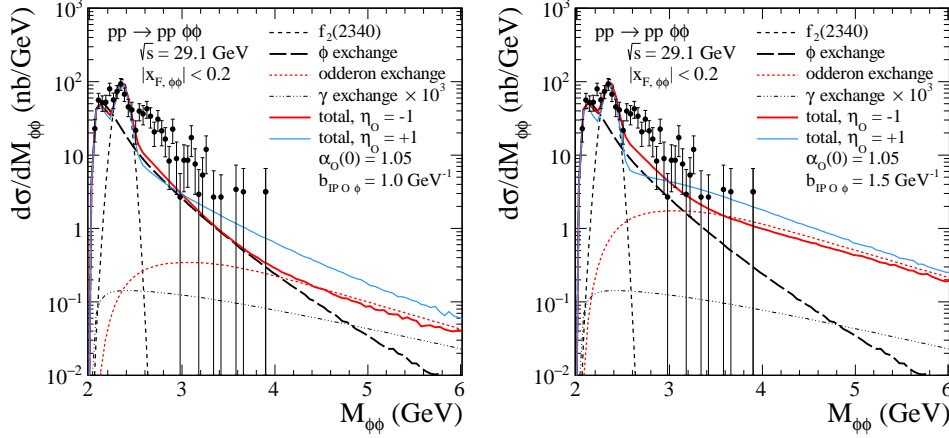 dσ/dM_ϕϕ (nb/GeV)
10³
10²
10
1
10⁻¹
10⁻²
pp → pp ϕϕ
√s = 29.1 GeV
|x_F, ϕϕ| < 0.2
f₂(2340)
ϕ exchange
odderon exchange
γ exchange × 10³
total, η_O = -1
total, η_O = +1
α_O(0) = 1.05
b_IP O ϕ = 1.0 GeV⁻¹
2 3 4 5 6
M_ϕϕ (GeV)
dσ/dM_ϕϕ (nb/GeV)
10³
10²
10
1
10⁻¹
10⁻²
pp → pp ϕϕ
√s = 29.1 GeV
|x_F, ϕϕ| < 0.2
f₂(2340)
ϕ exchange
odderon exchange
γ exchange × 10³
total, η_O = -1
total, η_O = +1
α_O(0) = 1.05
b_IP O ϕ = 1.5 GeV⁻¹
2 3 4 5 6
M_ϕϕ (GeV)